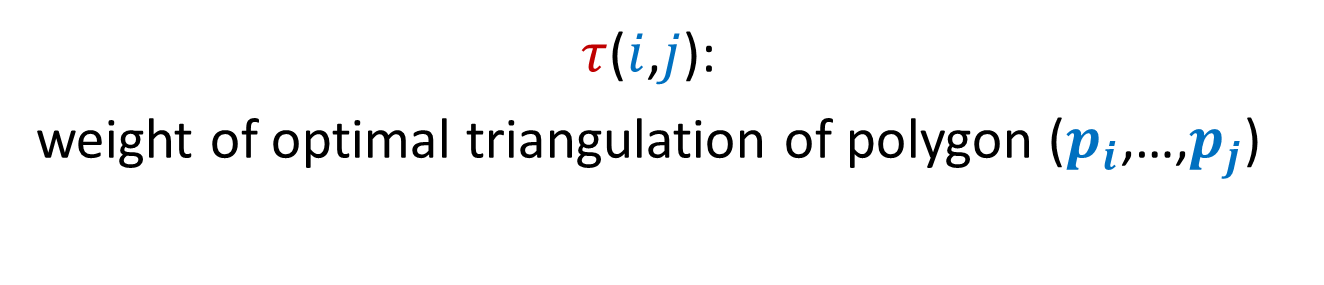 τ(i,j):
weight of optimal triangulation of polygon (pᵢ,…,pⱼ)